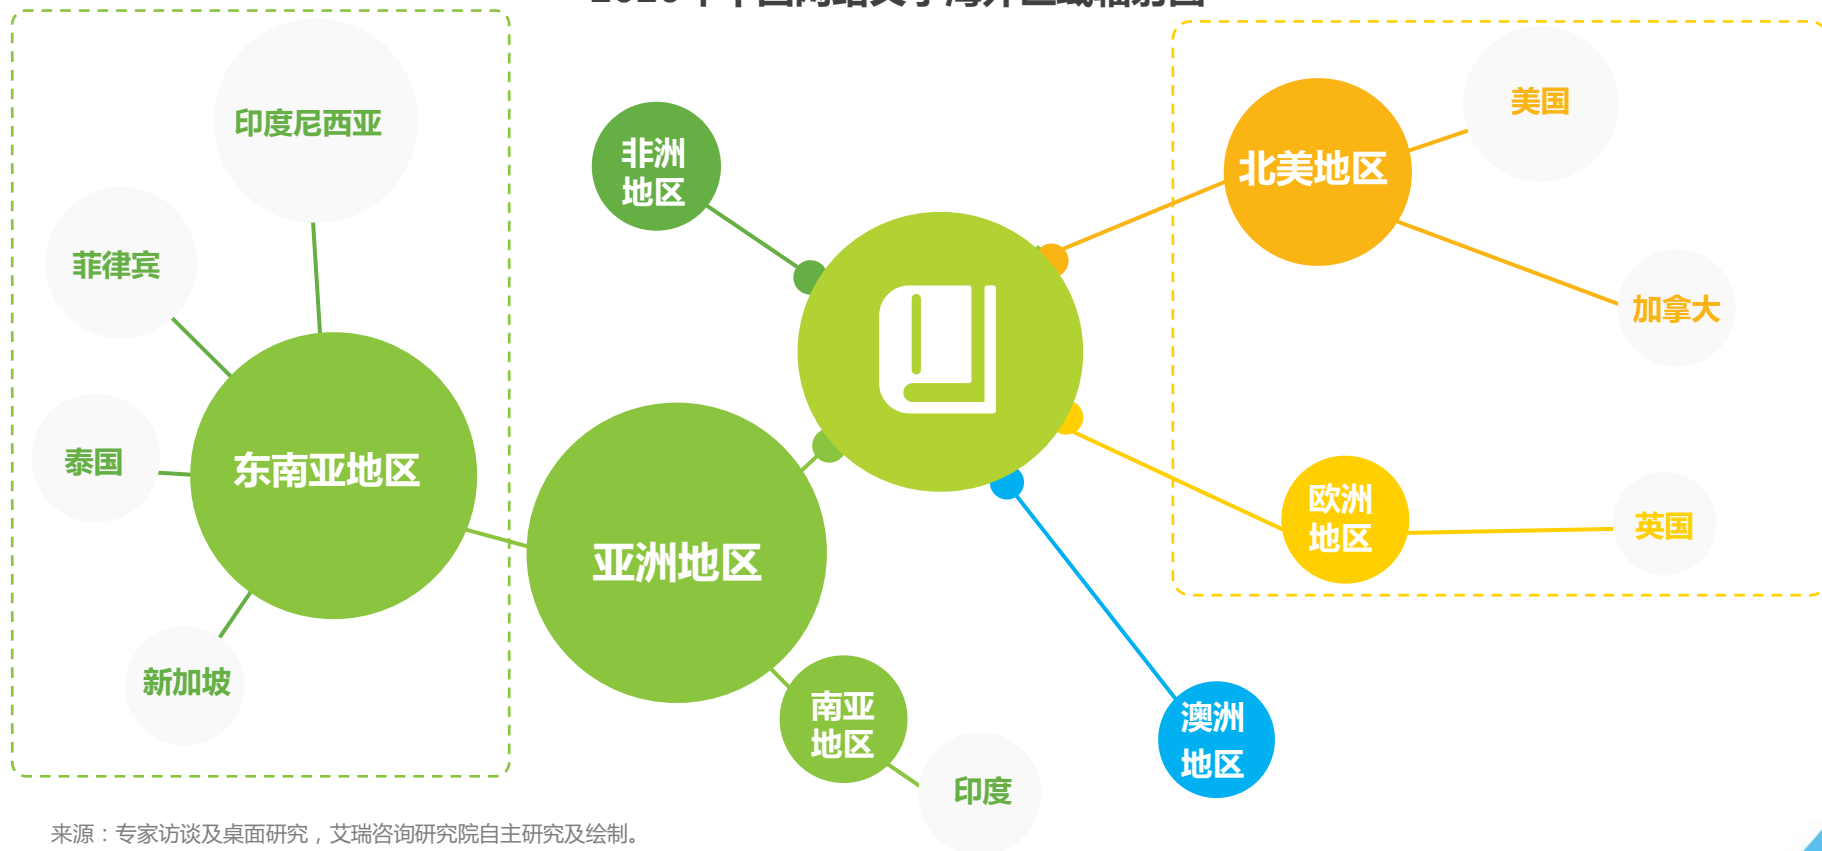 印度尼西亚
菲律宾
泰国
东南亚地区
新加坡
非洲
地区
亚洲地区
南亚
地区
印度
北美地区
美国
加拿大
欧洲
地区
英国
澳洲
地区
来源：专家访谈及桌面研究，艾瑞咨询研究院自主研究及绘制。